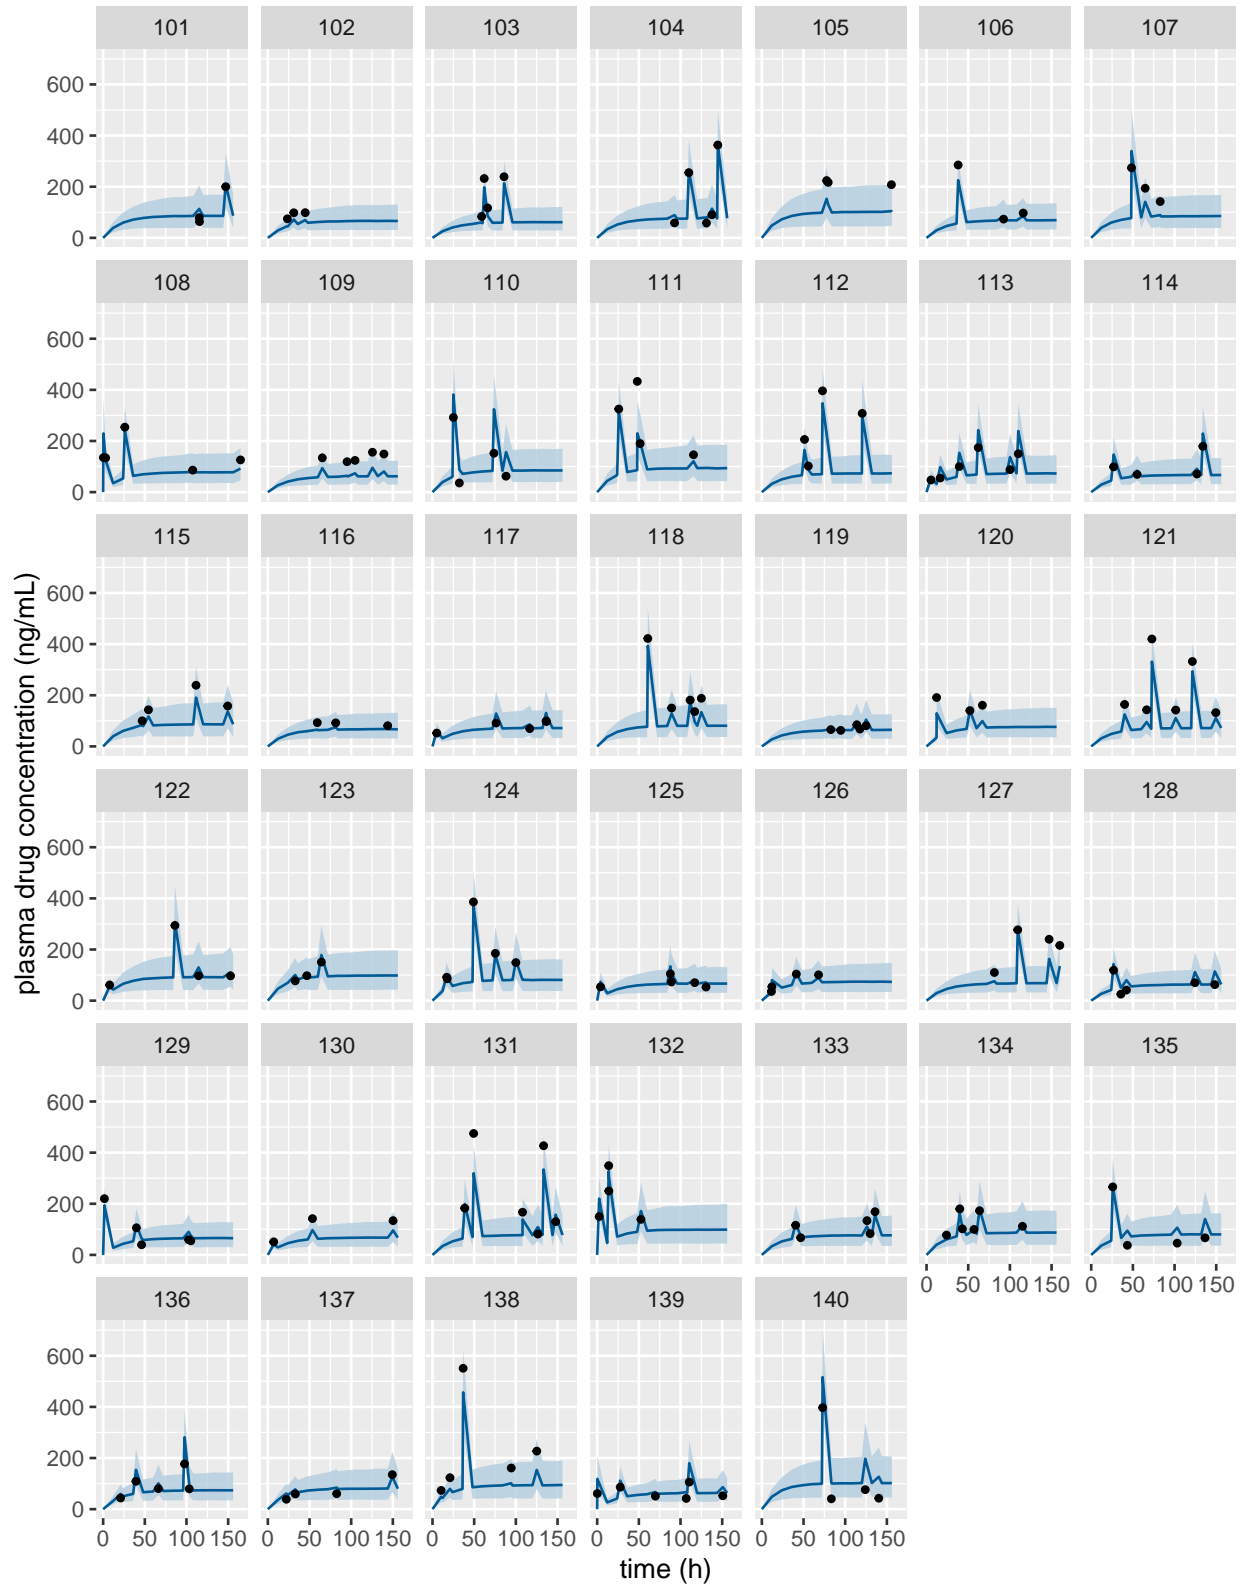 101 102 103 104 105 106 107
600
400
200
0
108 109 110 111 112 113 114
600
400
200
0
115 116 117 118 119 120 121
600
400
200
0
plasma drug concentration (ng/mL)
122 123 124 125 126 127 128
600
400
200
0
129 130 131 132 133 134 135
600
400
200
0
0 50 100 150 0 50 100 150
136 137 138 139 140
600
400
200
0
0 50 100 150 0 50 100 150 0 50 100 150 0 50 100 150 0 50 100 150
time (h)